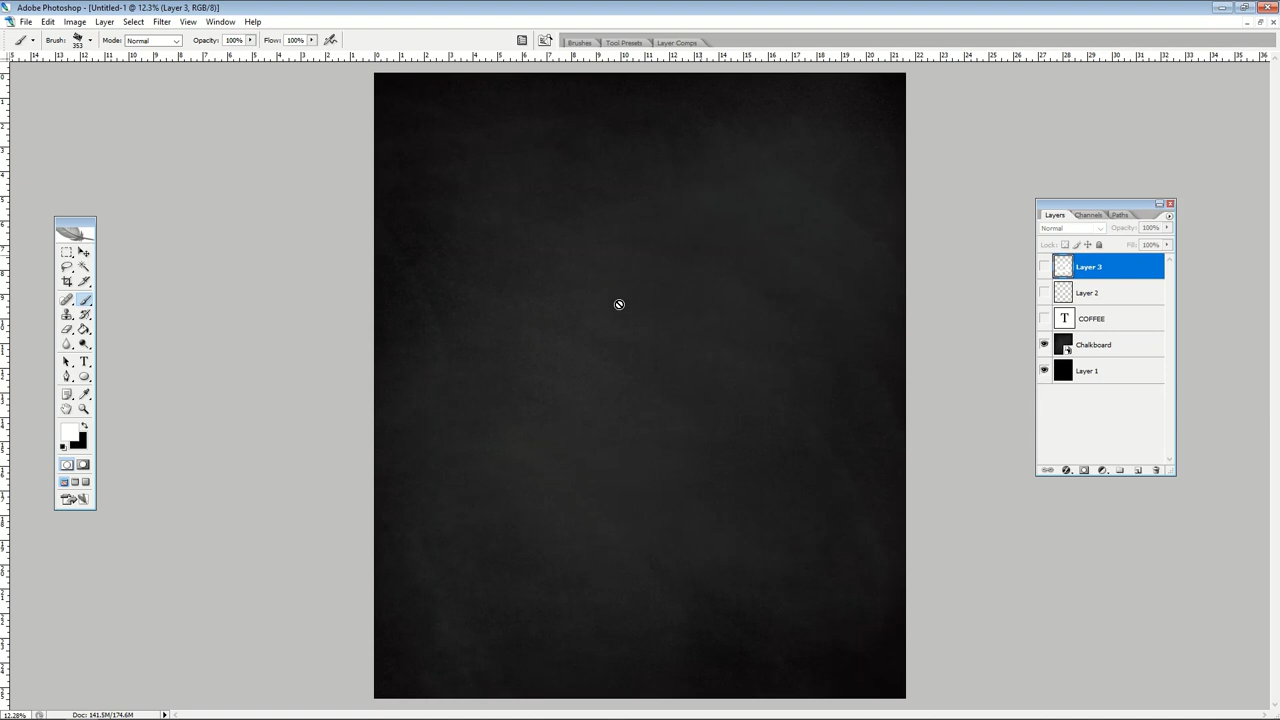 Adobe Photoshop - [Untitled-1 @ 12.3% (Layer 3, RGB/8)]
File Edit Image Layer Select Filter View Window Help
Brush: 353 Mode: Normal Opacity: 100% Flow: 100% Brushes Tool Presets Layer Comps
Layers Channels Paths
Normal Opacity: 100%
Lock: Fill: 100%
Layer 3
Layer 2
T COFFEE
Chalkboard
Layer 1
12.28% Doc: 141.5M/174.6M